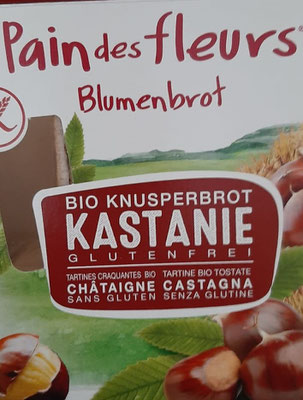 Pain des fleurs®
Blumenbrot
BIO KNUSPERBROT
KASTANIE
GLUTENFREI
TARTINES CRAQUANTES BIO TARTINE BIO TOSTATE
CHÂTAIGNE CASTAGNA
SANS GLUTEN SENZA GLUTINE